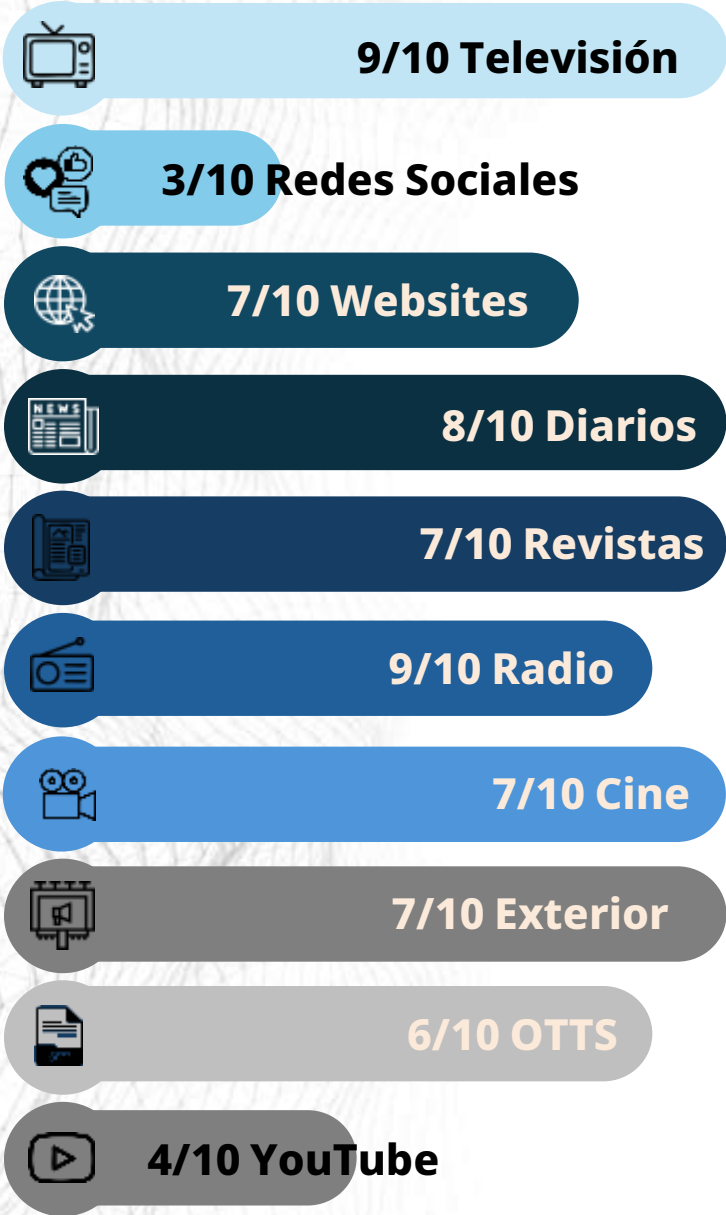 9/10 Televisión
3/10 Redes Sociales
7/10 Websites
NEWS
8/10 Diarios
7/10 Revistas
9/10 Radio
7/10 Cine
7/10 Exterior
6/10 OTTS
4/10 YouTube